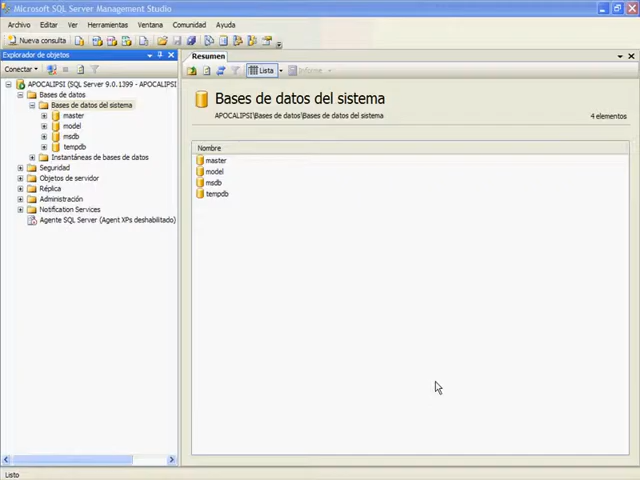 Microsoft SQL Server Management Studio
Archivo Editar Ver Herramientas Ventana Comunidad Ayuda
Nueva consulta
Explorador de objetos
Resumen
Conectar
Lista
Informe
APOCALIPSI (SQL Server 9.0.1399 - APOCALIPSI
Bases de datos
Bases de datos del sistema
master
model
msdb
tempdb
Instantáneas de bases de datos
Seguridad
Objetos de servidor
Réplica
Administración
Notification Services
Agente SQL Server (Agent XPs deshabilitado)
Bases de datos del sistema
APOCALIPSI\Bases de datos\Bases de datos del sistema
4 elementos
Nombre
master
model
msdb
tempdb
Listo